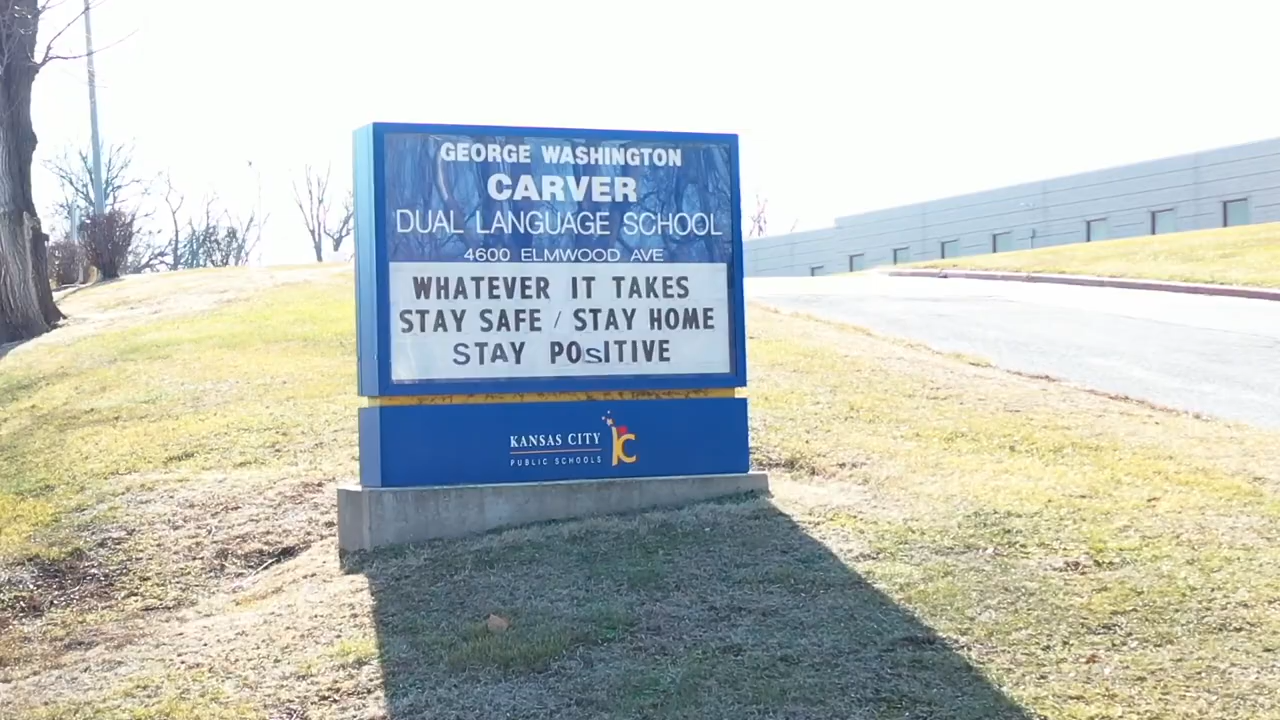 GEORGE WASHINGTON
CARVER
DUAL LANGUAGE SCHOOL
4600 ELMWOOD AVE
WHATEVER IT TAKES
STAY SAFE / STAY HOME
STAY POsITIVE
KANSAS CITY
PUBLIC SCHOOLS
KC